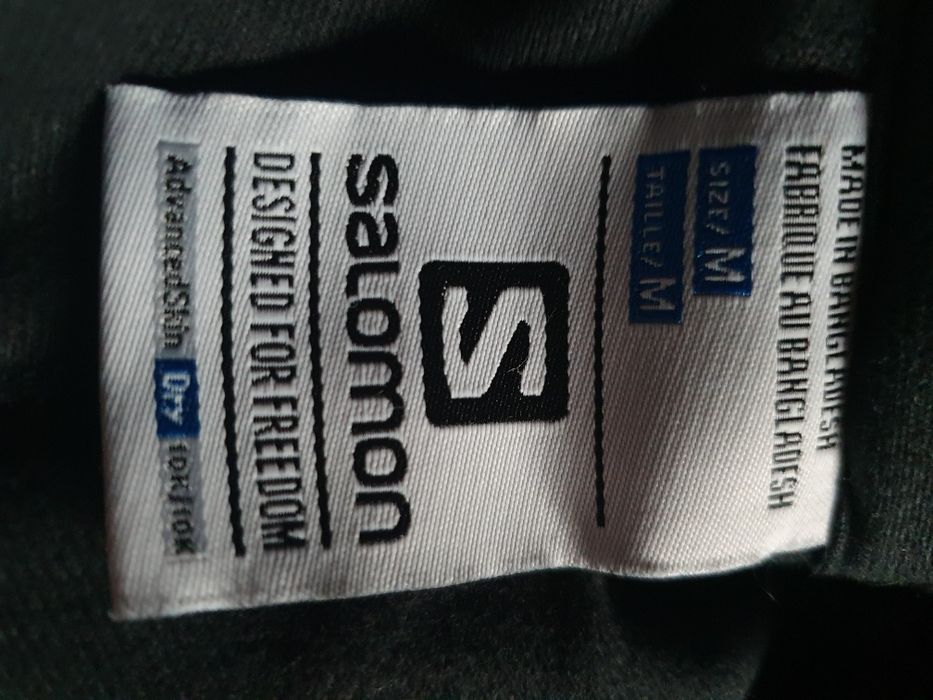 MADE IN BANGLADESH
FABRIQUE AU BANGLADESH
SIZE/ M
TAILLE/ M
S
salomon
DESIGNED FOR FREEDOM
AdvancedSkin Dry 10K/10K